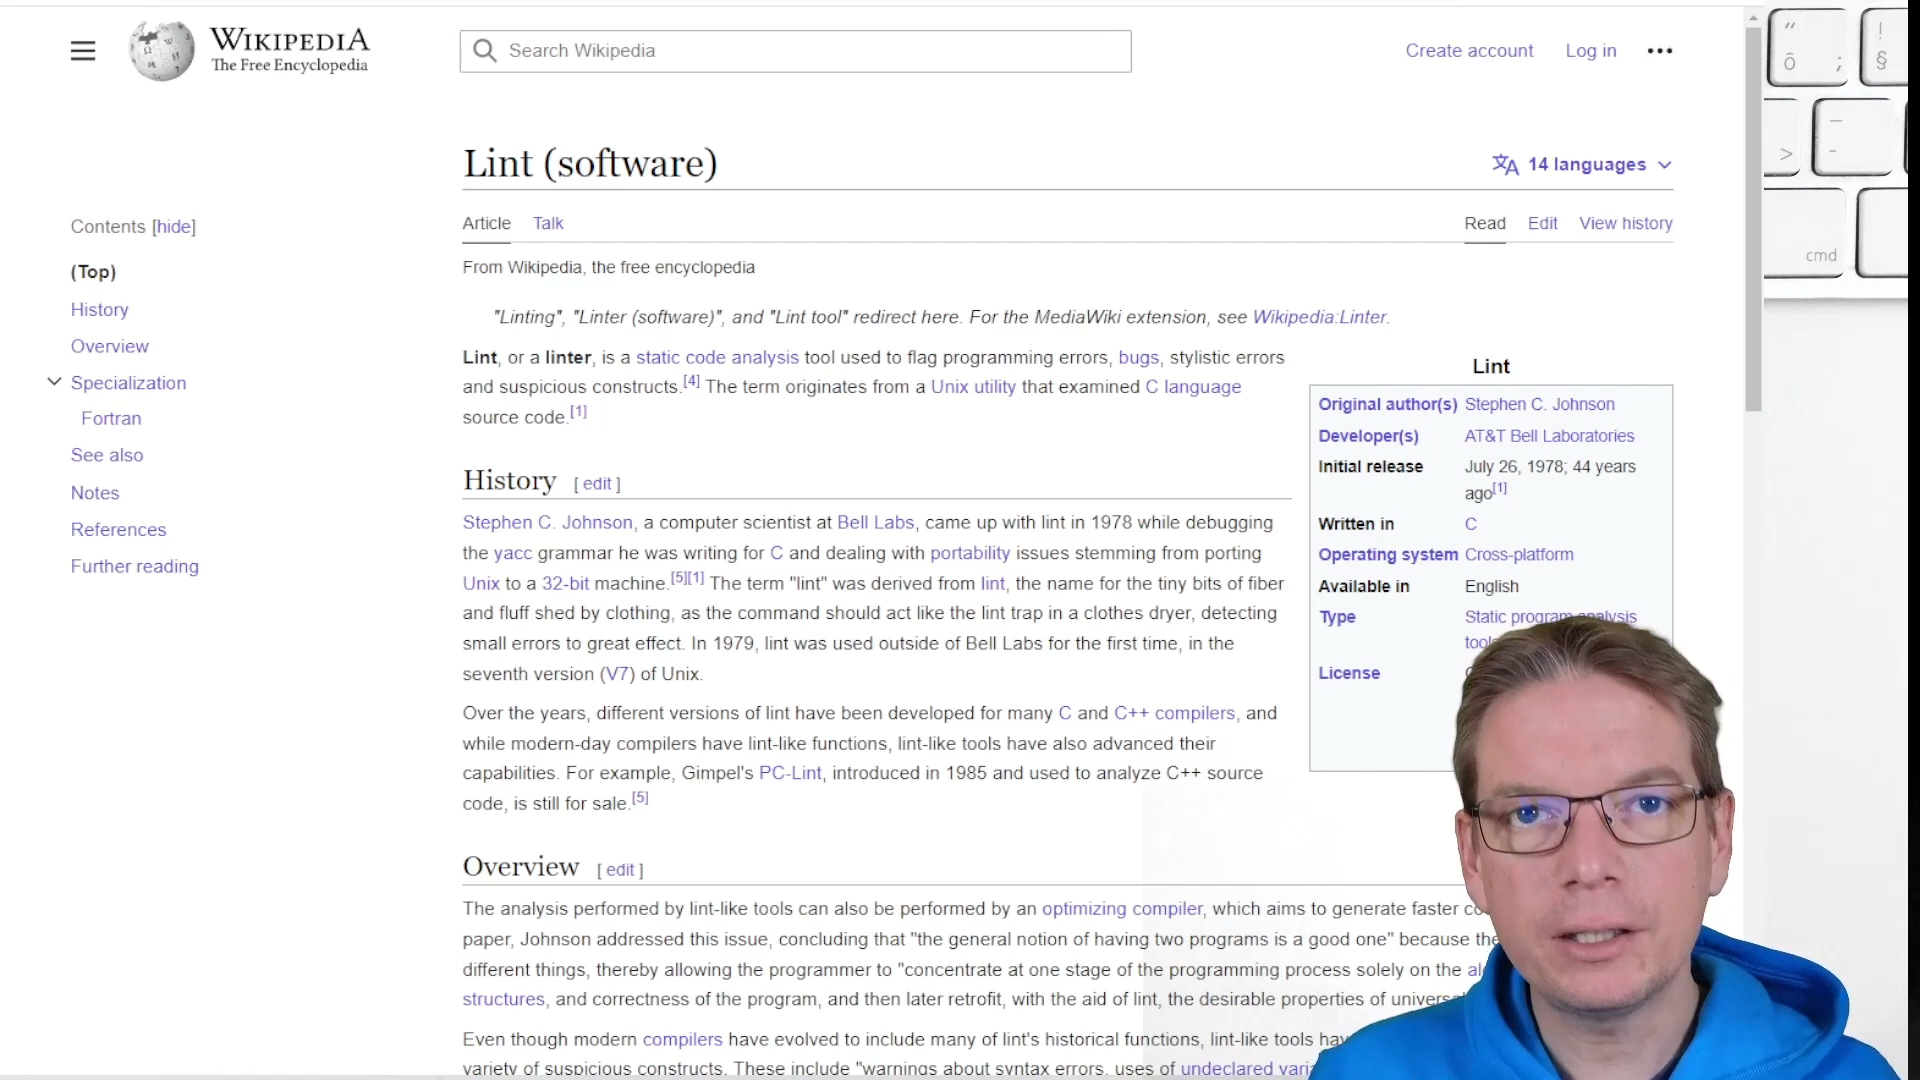 WIKIPEDIA
The Free Encyclopedia
Search Wikipedia
Create account
Log in
Lint (software)
14 languages
Contents [hide]
(Top)
History
Overview
Specialization
Fortran
See also
Notes
References
Further reading
Article
Talk
Read
Edit
View history
From Wikipedia, the free encyclopedia
"Linting", "Linter (software)", and "Lint tool" redirect here. For the MediaWiki extension, see Wikipedia:Linter.
Lint, or a linter, is a static code analysis tool used to flag programming errors, bugs, stylistic errors
and suspicious constructs.[4] The term originates from a Unix utility that examined C language
source code.[1]
History [ edit ]
Stephen C. Johnson, a computer scientist at Bell Labs, came up with lint in 1978 while debugging
the yacc grammar he was writing for C and dealing with portability issues stemming from porting
Unix to a 32-bit machine.[5][1] The term "lint" was derived from lint, the name for the tiny bits of fiber
and fluff shed by clothing, as the command should act like the lint trap in a clothes dryer, detecting
small errors to great effect. In 1979, lint was used outside of Bell Labs for the first time, in the
seventh version (V7) of Unix.
Over the years, different versions of lint have been developed for many C and C++ compilers, and
while modern-day compilers have lint-like functions, lint-like tools have also advanced their
capabilities. For example, Gimpel's PC-Lint, introduced in 1985 and used to analyze C++ source
code, is still for sale.[5]
Lint
Original author(s) Stephen C. Johnson
Developer(s) AT&T Bell Laboratories
Initial release July 26, 1978; 44 years
ago[1]
Written in C
Operating system Cross-platform
Available in English
Type Static program analysis
License
Overview [ edit ]
The analysis performed by lint-like tools can also be performed by an optimizing compiler, which aims to generate faster
paper, Johnson addressed this issue, concluding that "the general notion of having two programs is a good one" because
different things, thereby allowing the programmer to "concentrate at one stage of the programming process solely on the
structures, and correctness of the program, and then later retrofit, with the aid of lint, the desirable properties of
Even though modern compilers have evolved to include many of lint's historical functions, lint-like tools
variety of suspicious constructs. These include "warnings about syntax errors, uses of undeclared
“ !
õ ; §
— -
>
cmd